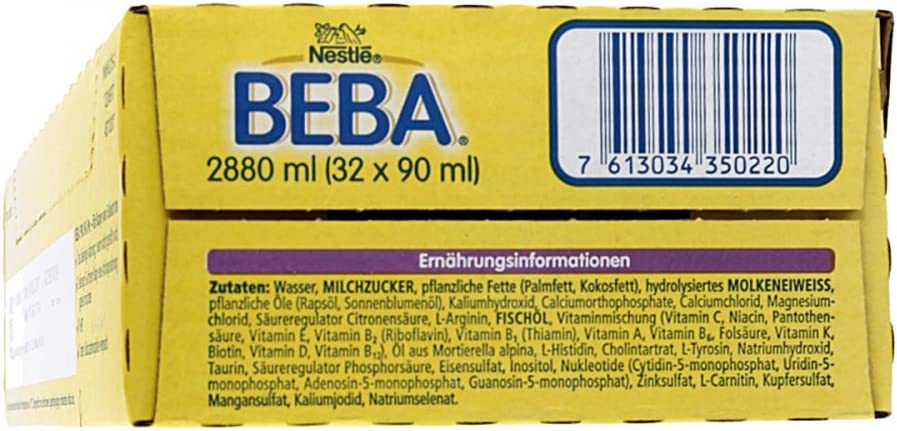 Nestlé®
BEBA®
2880 ml (32 x 90 ml)
7 613034 350220
Ernährungsinformationen
Zutaten: Wasser, MILCHZUCKER, pflanzliche Fette (Palmfett, Kokosfett), hydrolysiertes MOLKENEIWEISS,
pflanzliche Öle (Rapsöl, Sonnenblumenöl), Kaliumhydroxid, Calciumorthophosphate, Calciumchlorid, Magnesium-
chlorid, Säureregulator Citronensäure, L-Arginin, FISCHÖL, Vitaminmischung (Vitamin C, Niacin, Pantothen-
säure, Vitamin E, Vitamin B₂ (Riboflavin), Vitamin B₁ (Thiamin), Vitamin A, Vitamin B₆, Folsäure, Vitamin K,
Biotin, Vitamin D, Vitamin B₁₂), Öl aus Mortierella alpina, L-Histidin, Cholintartrat, L-Tyrosin, Natriumhydroxid,
Taurin, Säureregulator Phosphorsäure, Eisensulfat, Inositol, Nukleotide (Cytidin-5-monophosphat, Uridin-5-
monophosphat, Adenosin-5-monophosphat, Guanosin-5-monophosphat), Zinksulfat, L-Carnitin, Kupfersulfat,
Mangansulfat, Kaliumjodid, Natriumselenat.